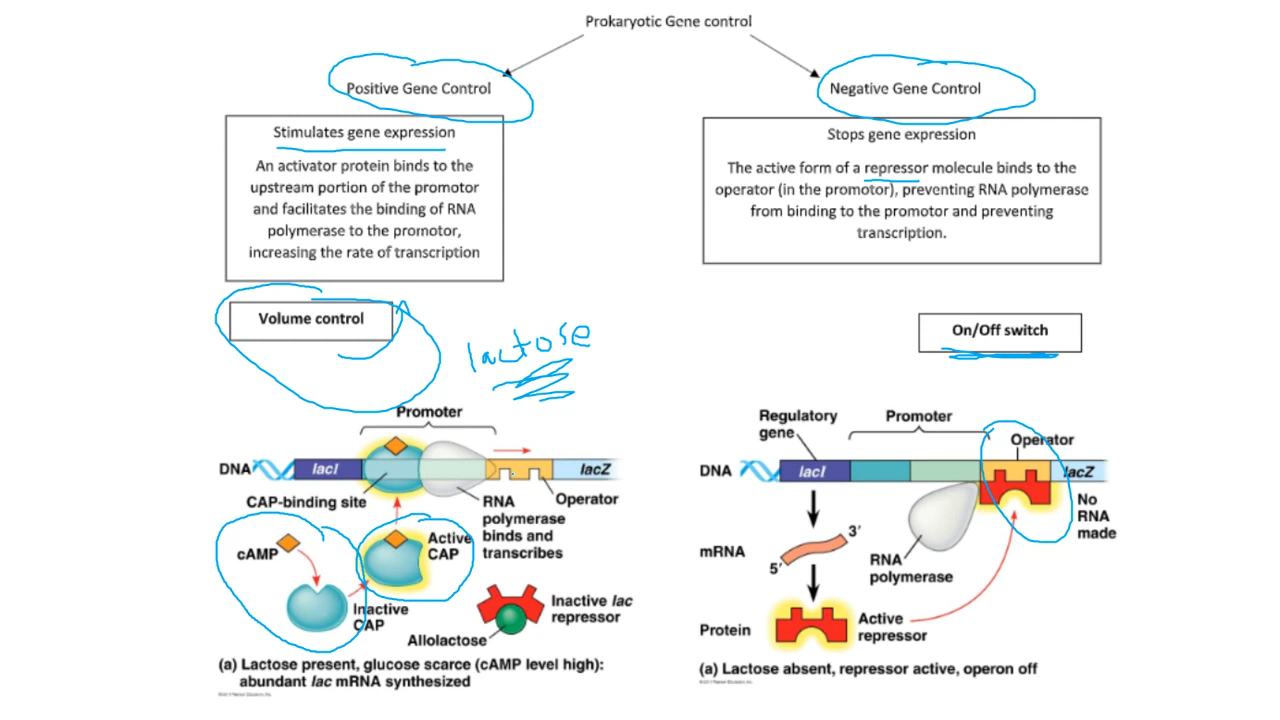 Prokaryotic Gene control
Positive Gene Control
Negative Gene Control
Stimulates gene expression
An activator protein binds to the
upstream portion of the promotor
and facilitates the binding of RNA
polymerase to the promotor,
increasing the rate of transcription
Stops gene expression
The active form of a repressor molecule binds to the
operator (in the promotor), preventing RNA polymerase
from binding to the promotor and preventing
transcription.
Volume control
lactose
On/Off switch
Promoter
DNA
lacI
lacZ
CAP-binding site
RNA
polymerase
binds and
transcribes
Operator
cAMP
Active
CAP
Inactive
CAP
Inactive lac
repressor
Allolactose
(a) Lactose present, glucose scarce (cAMP level high):
abundant lac mRNA synthesized
Regulatory
gene
Promoter
Operator
DNA
lacI
lacZ
No
RNA
made
mRNA
3′
5′
RNA
polymerase
Protein
Active
repressor
(a) Lactose absent, repressor active, operon off